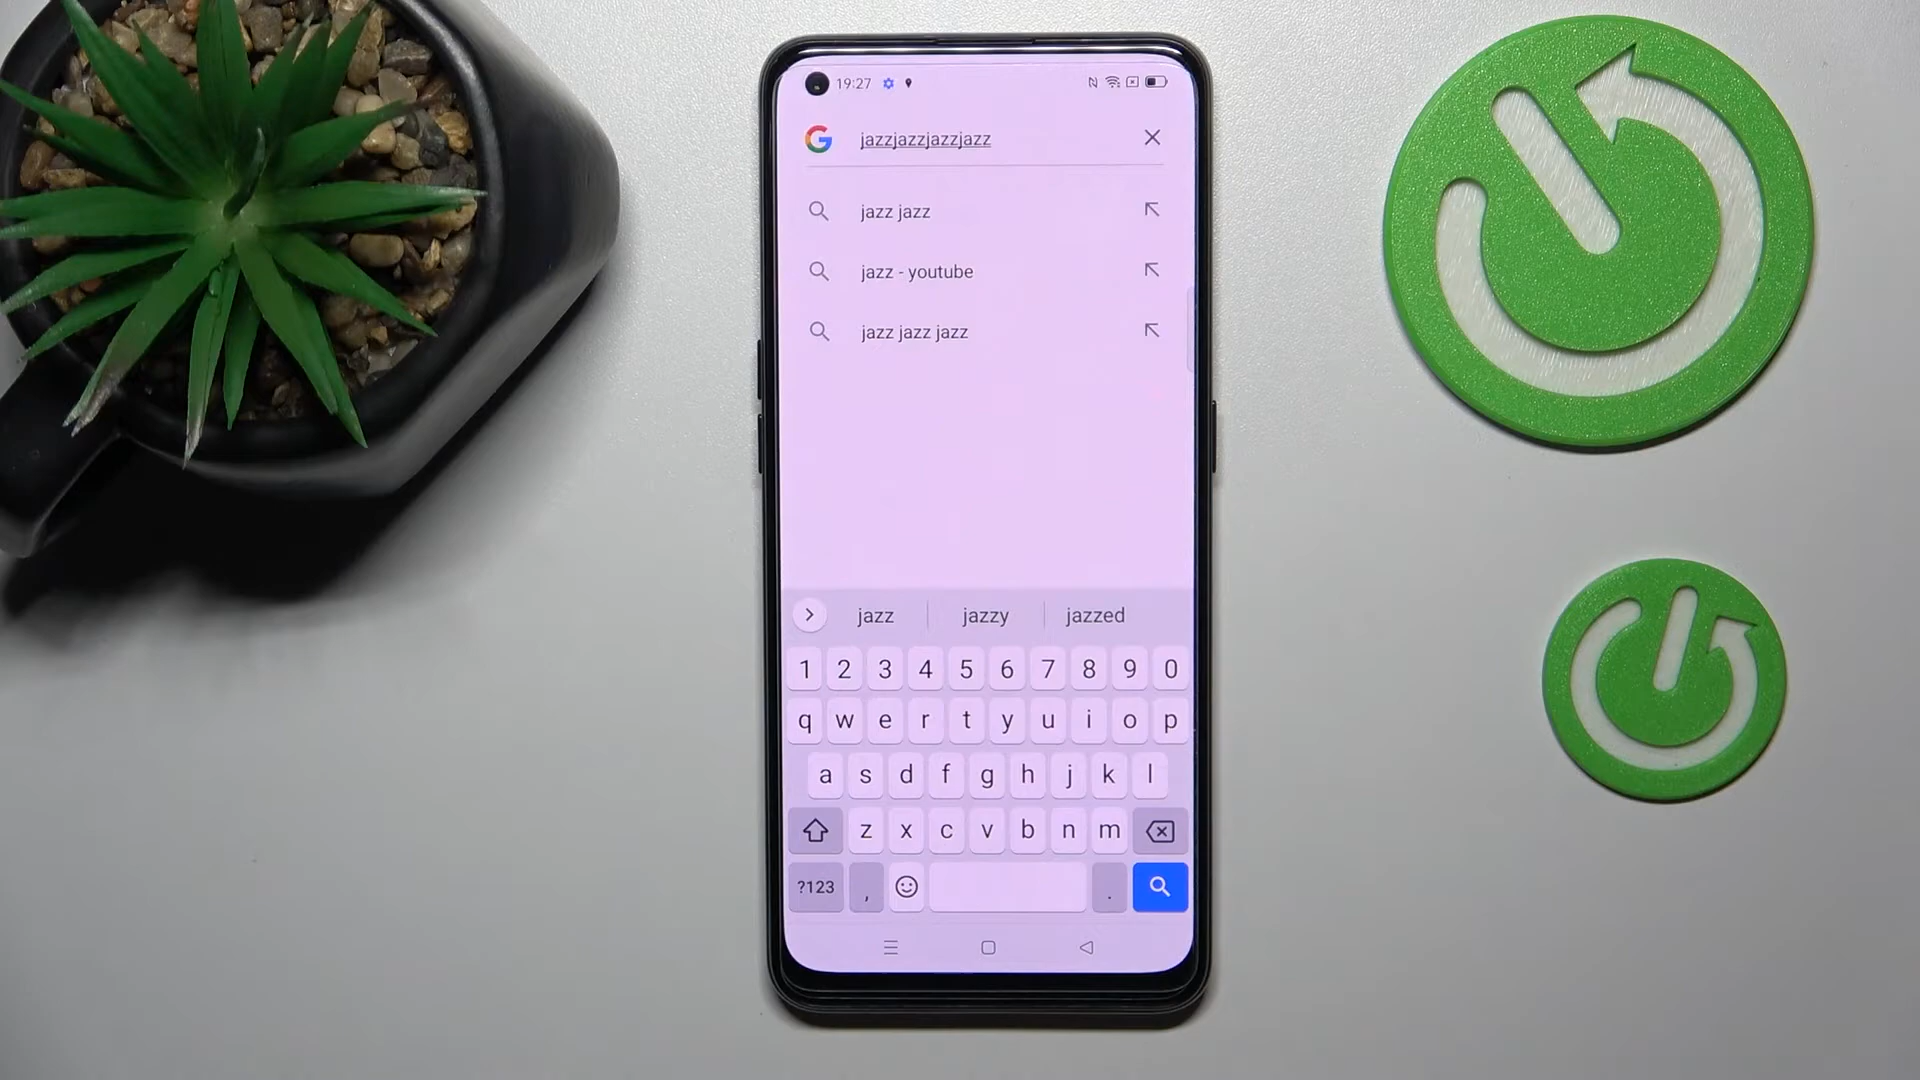 19:27
jazzjazzjazzjazz
jazz jazz
jazz - youtube
jazz jazz jazz
jazz jazzy jazzed
1 2 3 4 5 6 7 8 9 0
q w e r t y u i o p
a s d f g h j k l
z x c v b n m
?123 , .